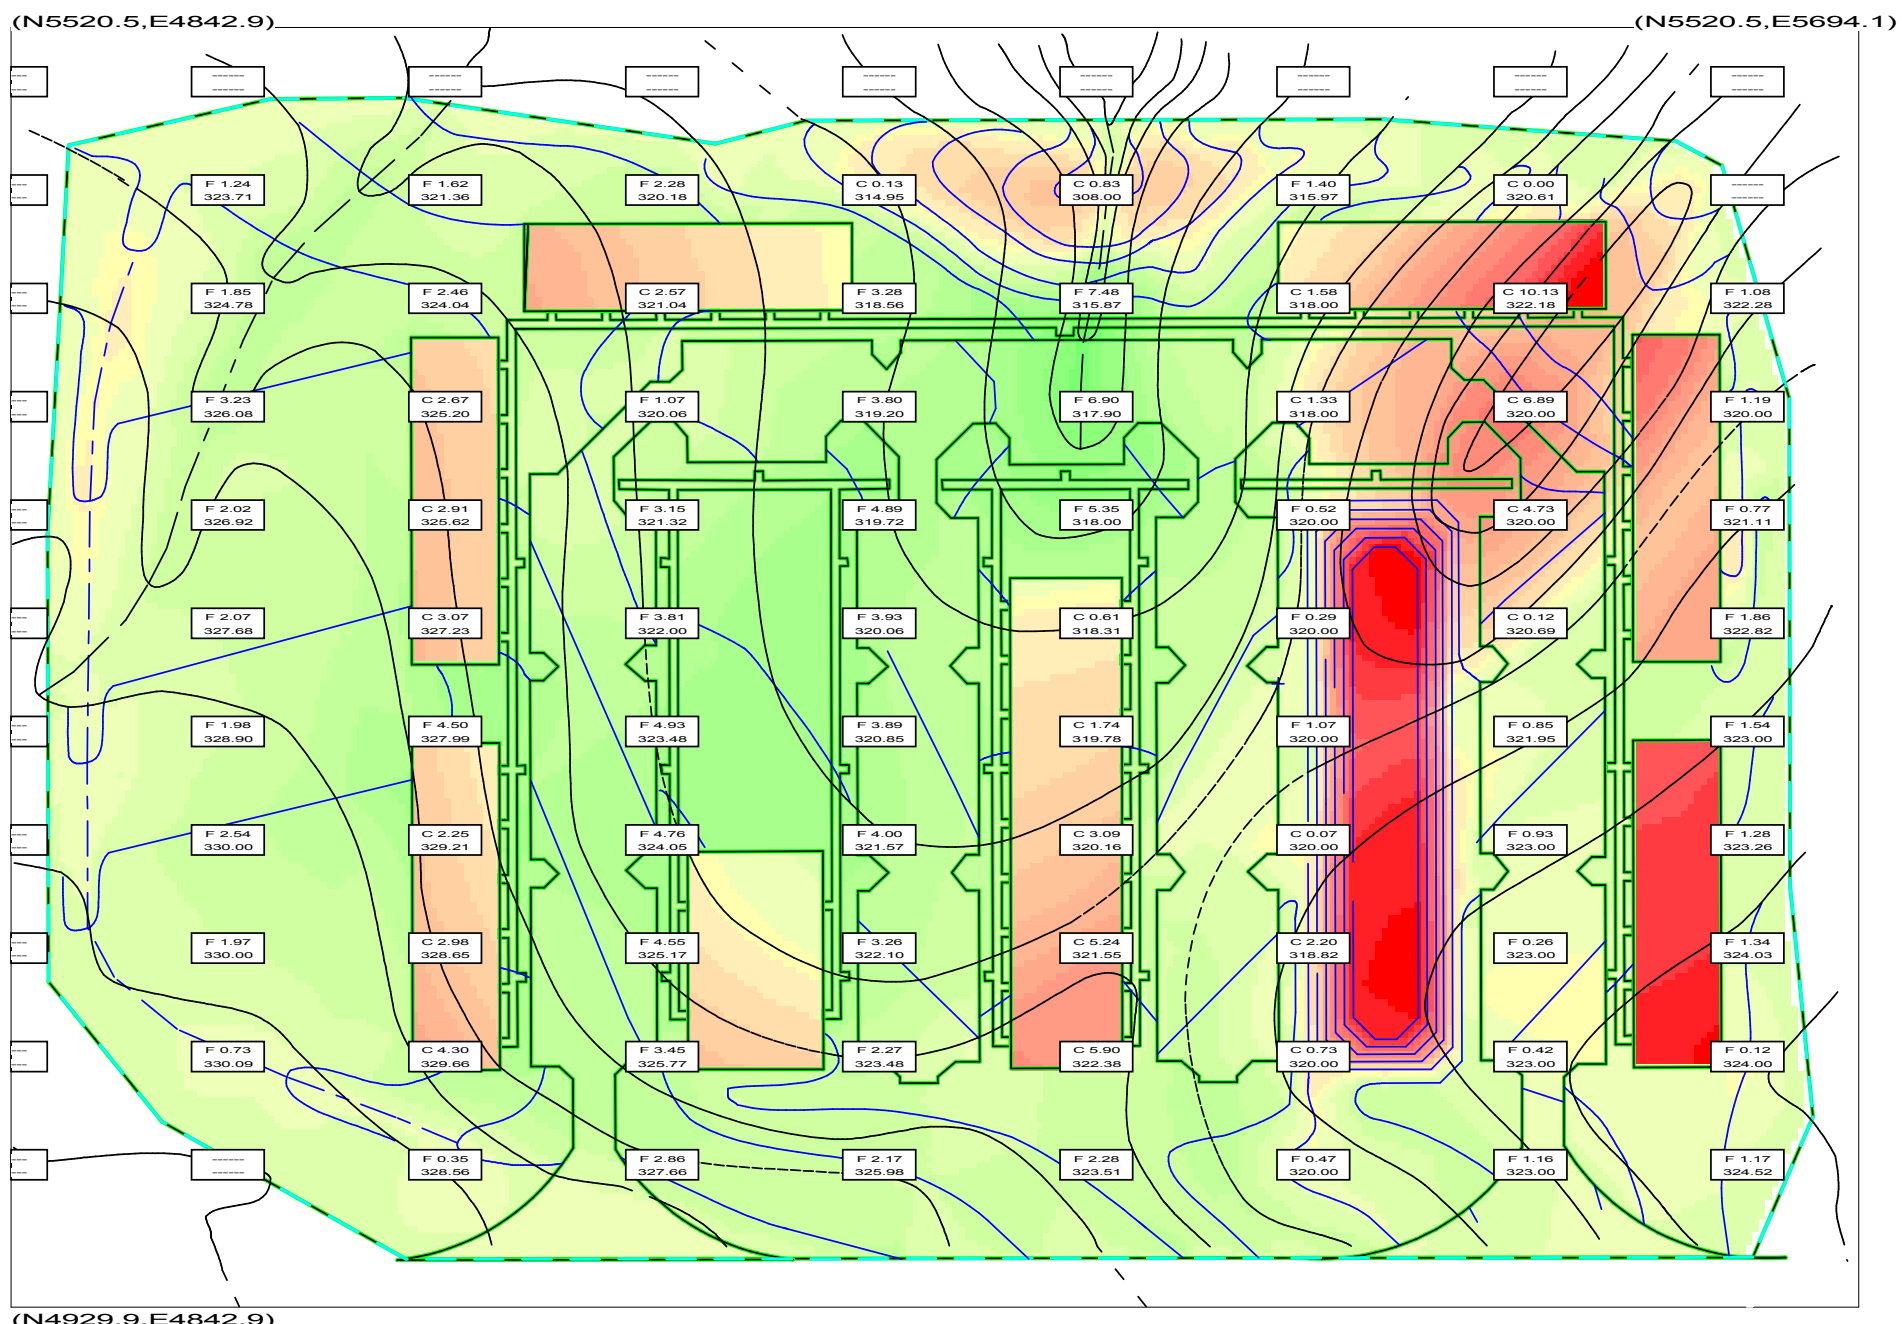 (N5520.5,E4842.9) (N5520.5,E5694.1)
--- ------ ------ ------ ------ ------ ------ ------ ------
--- ------ ------ ------ ------ ------ ------ ------ ------
--- F 1.24 F 1.62 F 2.28 C 0.13 C 0.83 F 1.40 C 0.00 ------
--- 323.71 321.36 320.18 314.95 308.00 315.97 320.61 ------
--- F 1.85 F 2.46 C 2.57 F 3.28 F 7.48 C 1.58 C 10.13 F 1.08
--- 324.78 324.04 321.04 318.56 315.87 318.00 322.18 322.28
--- F 3.23 C 2.67 F 1.07 F 3.80 F 6.90 C 1.33 C 6.89 F 1.19
--- 326.08 325.20 320.06 319.20 317.90 318.00 320.00 320.00
--- F 2.02 C 2.91 F 3.15 F 4.89 F 5.35 F 0.52 C 4.73 F 0.77
--- 326.92 325.62 321.32 319.72 318.00 320.00 320.00 321.11
--- F 2.07 C 3.07 F 3.81 F 3.93 C 0.61 F 0.29 C 0.12 F 1.86
--- 327.68 327.23 322.00 320.06 318.31 320.00 320.69 322.82
--- F 1.98 F 4.50 F 4.93 F 3.89 C 1.74 F 1.07 F 0.85 F 1.54
--- 328.90 327.99 323.48 320.85 319.78 320.00 321.95 323.00
--- F 2.54 C 2.25 F 4.76 F 4.00 C 3.09 C 0.07 F 0.93 F 1.28
--- 330.00 329.21 324.05 321.57 320.16 320.00 323.00 323.26
--- F 1.97 C 2.98 F 4.55 F 3.26 C 5.24 C 2.20 F 0.26 F 1.34
--- 330.00 328.65 325.17 322.10 321.55 318.82 323.00 324.03
--- F 0.73 C 4.30 F 3.45 F 2.27 C 5.90 C 0.73 F 0.42 F 0.12
--- 330.09 329.66 325.77 323.48 322.38 320.00 323.00 324.00
--- ------ F 0.35 F 2.86 F 2.17 F 2.28 F 0.47 F 1.16 F 1.17
--- ------ 328.56 327.66 325.98 323.51 320.00 323.00 324.52
(N4929.9,E4842.9)